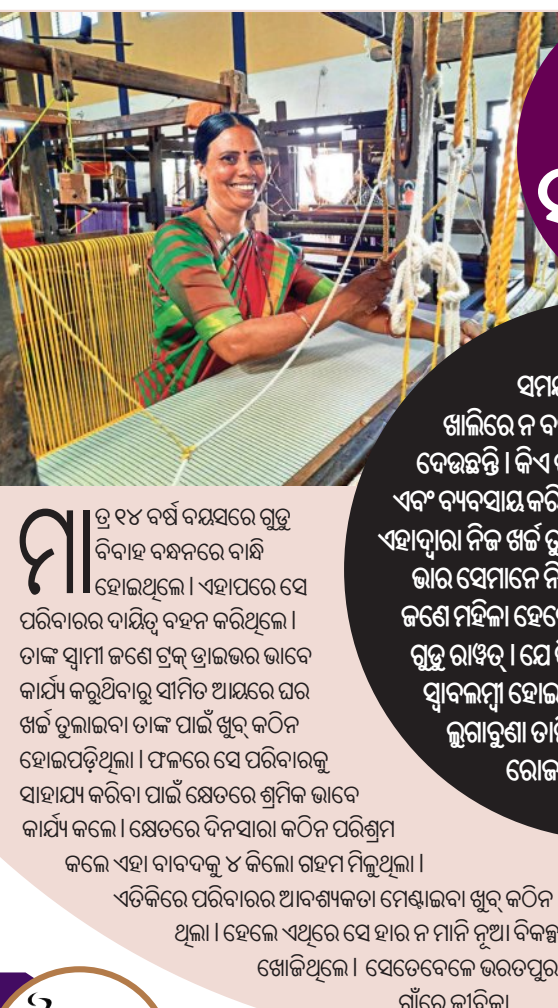 ସମୟ
ଖାଲିରେ ନ
ଦେଉଛନ୍ତି । କିଏ
ଏବଂ ବ୍ୟବସାୟ
ଏହାଦ୍ୱାରା ନିଜ ଖର୍ଚ୍ଚ
ଭାର ସେମାନେ
ଜଣେ ମହିଳା
ଗୁଡୁ ରାୱତ୍ । ଯେ
ସ୍ୱାବଲମ୍ବୀ
ଲୁଗାବୁଣା
ମାତ୍ର ୧୪ ବର୍ଷ ବୟସରେ ଗୁଡୁ
ବିବାହ ବନ୍ଧନରେ ବାନ୍ଧି
ହୋଇଥିଲେ । ଏହାପରେ ସେ
ପରିବାରର ଦାୟିତ୍ୱ ବହନ କରିଥିଲେ ।
ତାଙ୍କ ସ୍ୱାମୀ ଜଣେ ଟ୍ରକ୍ ଡ୍ରାଇଭର ଭାବେ
କାର୍ଯ୍ୟ କରୁଥିବାରୁ ସୀମିତ ଆୟରେ ଘର
ଖର୍ଚ୍ଚ ତୁଲାଇବା ତାଙ୍କ ପାଇଁ ଖୁବ୍ କଠିନ
ହୋଇପଡ଼ିଥିଲା । ଫଳରେ ସେ ପରିବାରକୁ
ସାହାଯ୍ୟ କରିବା ପାଇଁ କ୍ଷେତରେ ଶ୍ରମିକ ଭାବେ
କାର୍ଯ୍ୟ କଲେ । କ୍ଷେତରେ ଦିନସାରା କଠିନ ପରିଶ୍ରମ
କଲେ ଏହା ବାବଦକୁ ୪ କିଲୋ ଗହମ ମିଳୁଥିଲା ।
ଏତିକିରେ ପରିବାରର ଆବଶ୍ୟକତା ମେଣ୍ଟାଇବା ଖୁବ୍ କଠିନ
ଥିଲା । ହେଲେ ଏଥିରେ ସେ ହାର ନ ମାନି ନୂଆ ବିକଳ୍ପ
ଖୋଜିଥିଲେ । ସେତେବେଳେ ଭରତପୁର